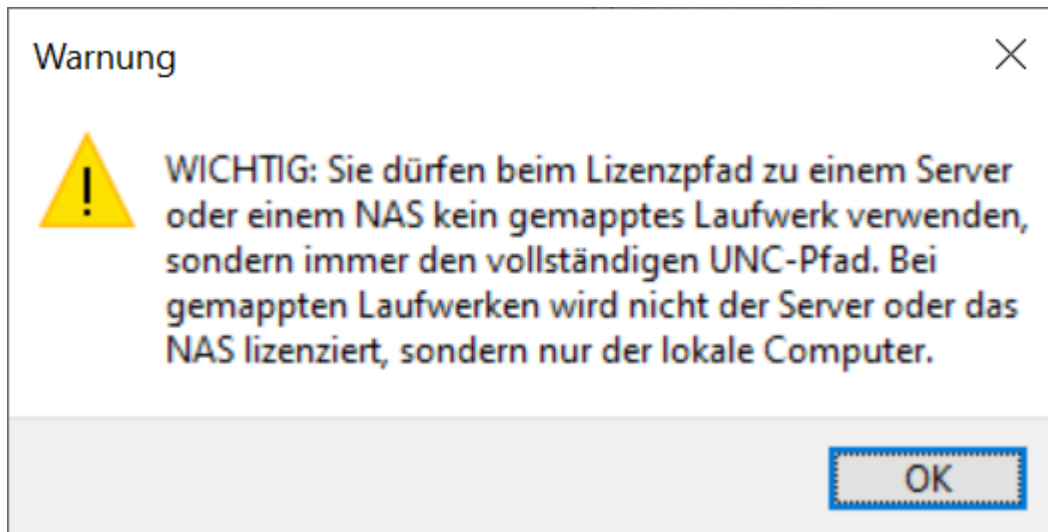 Warnung
WICHTIG: Sie dürfen beim Lizenzpfad zu einem Server
oder einem NAS kein gemapptes Laufwerk verwenden,
sondern immer den vollständigen UNC-Pfad. Bei
gemappten Laufwerken wird nicht der Server oder das
NAS lizenziert, sondern nur der lokale Computer.
OK